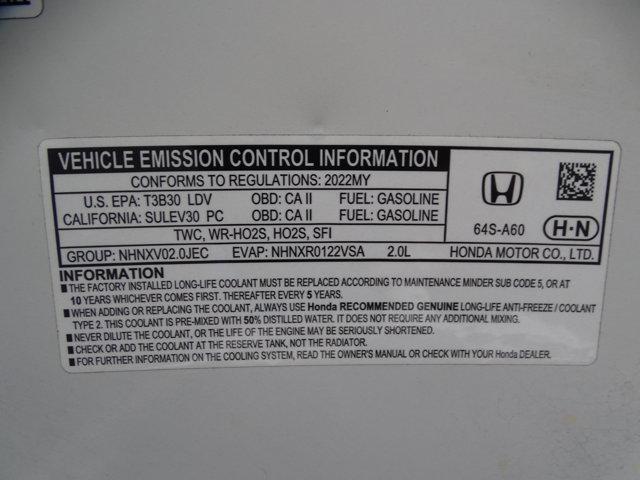 VEHICLE EMISSION CONTROL INFORMATION
CONFORMS TO REGULATIONS: 2022MY
U.S. EPA: T3B30 LDV OBD: CA II FUEL: GASOLINE
CALIFORNIA: SULEV30 PC OBD: CA II FUEL: GASOLINE
TWC, WR-HO2S, HO2S, SFI
64S-A60 H·N
GROUP: NHNXV02.0JEC EVAP: NHNXR0122VSA 2.0L HONDA MOTOR CO., LTD.
INFORMATION
■ THE FACTORY INSTALLED LONG-LIFE COOLANT MUST BE REPLACED ACCORDING TO MAINTENANCE MINDER SUB CODE 5, OR AT
10 YEARS WHICHEVER COMES FIRST. THEREAFTER EVERY 5 YEARS.
■ WHEN ADDING OR REPLACING THE COOLANT, ALWAYS USE Honda RECOMMENDED GENUINE LONG-LIFE ANTI-FREEZE / COOLANT
TYPE 2. THIS COOLANT IS PRE-MIXED WITH 50% DISTILLED WATER. IT DOES NOT REQUIRE ANY ADDITIONAL MIXING.
■ NEVER DILUTE THE COOLANT, OR THE LIFE OF THE ENGINE MAY BE SERIOUSLY SHORTENED.
■ CHECK OR ADD THE COOLANT AT THE RESERVE TANK, NOT THE RADIATOR.
■ FOR FURTHER INFORMATION ON THE COOLING SYSTEM, READ THE OWNER'S MANUAL OR CHECK WITH YOUR Honda DEALER.